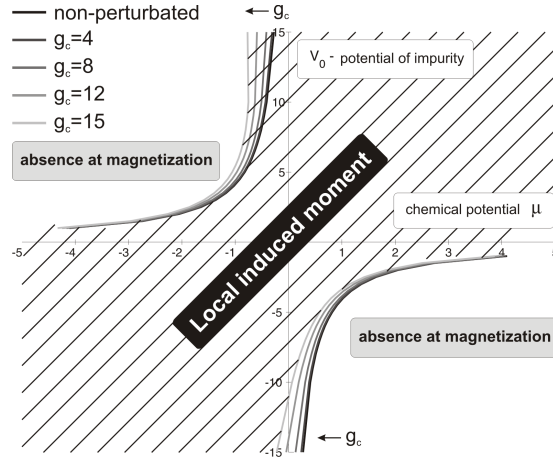 non-perturbated
g_c=4
g_c=8
g_c=12
g_c=15
← g_c
15
V_0 - potential of impurity
10
absence at magnetization
5
Local induced moment
chemical potential μ
-5 -4 -3 -2 -1 1 2 3 4 5
-5
absence at magnetization
-10
← g_c
-15